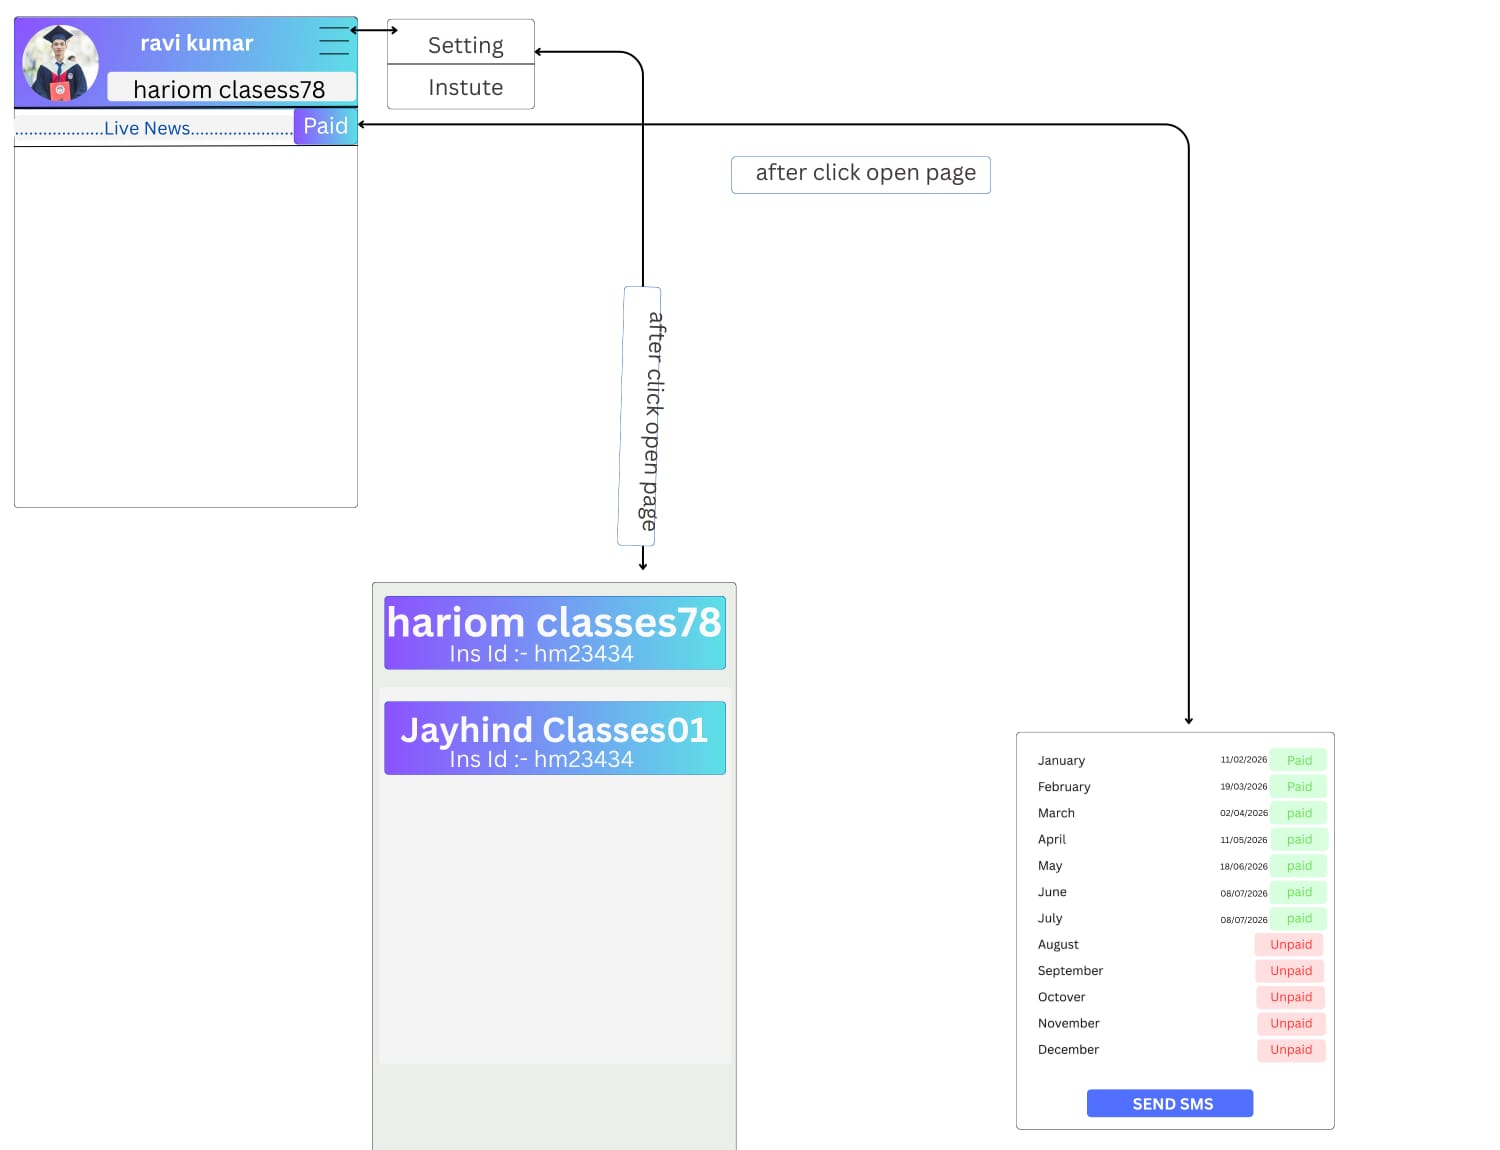 ravi kumar
hariom clasess78
Setting
Instute
...................Live News......................
Paid
after click open page
after click open page
hariom classes78
Ins Id :- hm23434
Jayhind Classes01
Ins Id :- hm23434
January 11/02/2026 Paid
February 19/03/2026 Paid
March 02/04/2026 paid
April 11/05/2026 paid
May 18/06/2026 paid
June 08/07/2026 paid
July 08/07/2026 paid
August Unpaid
September Unpaid
Octover Unpaid
November Unpaid
December Unpaid
SEND SMS